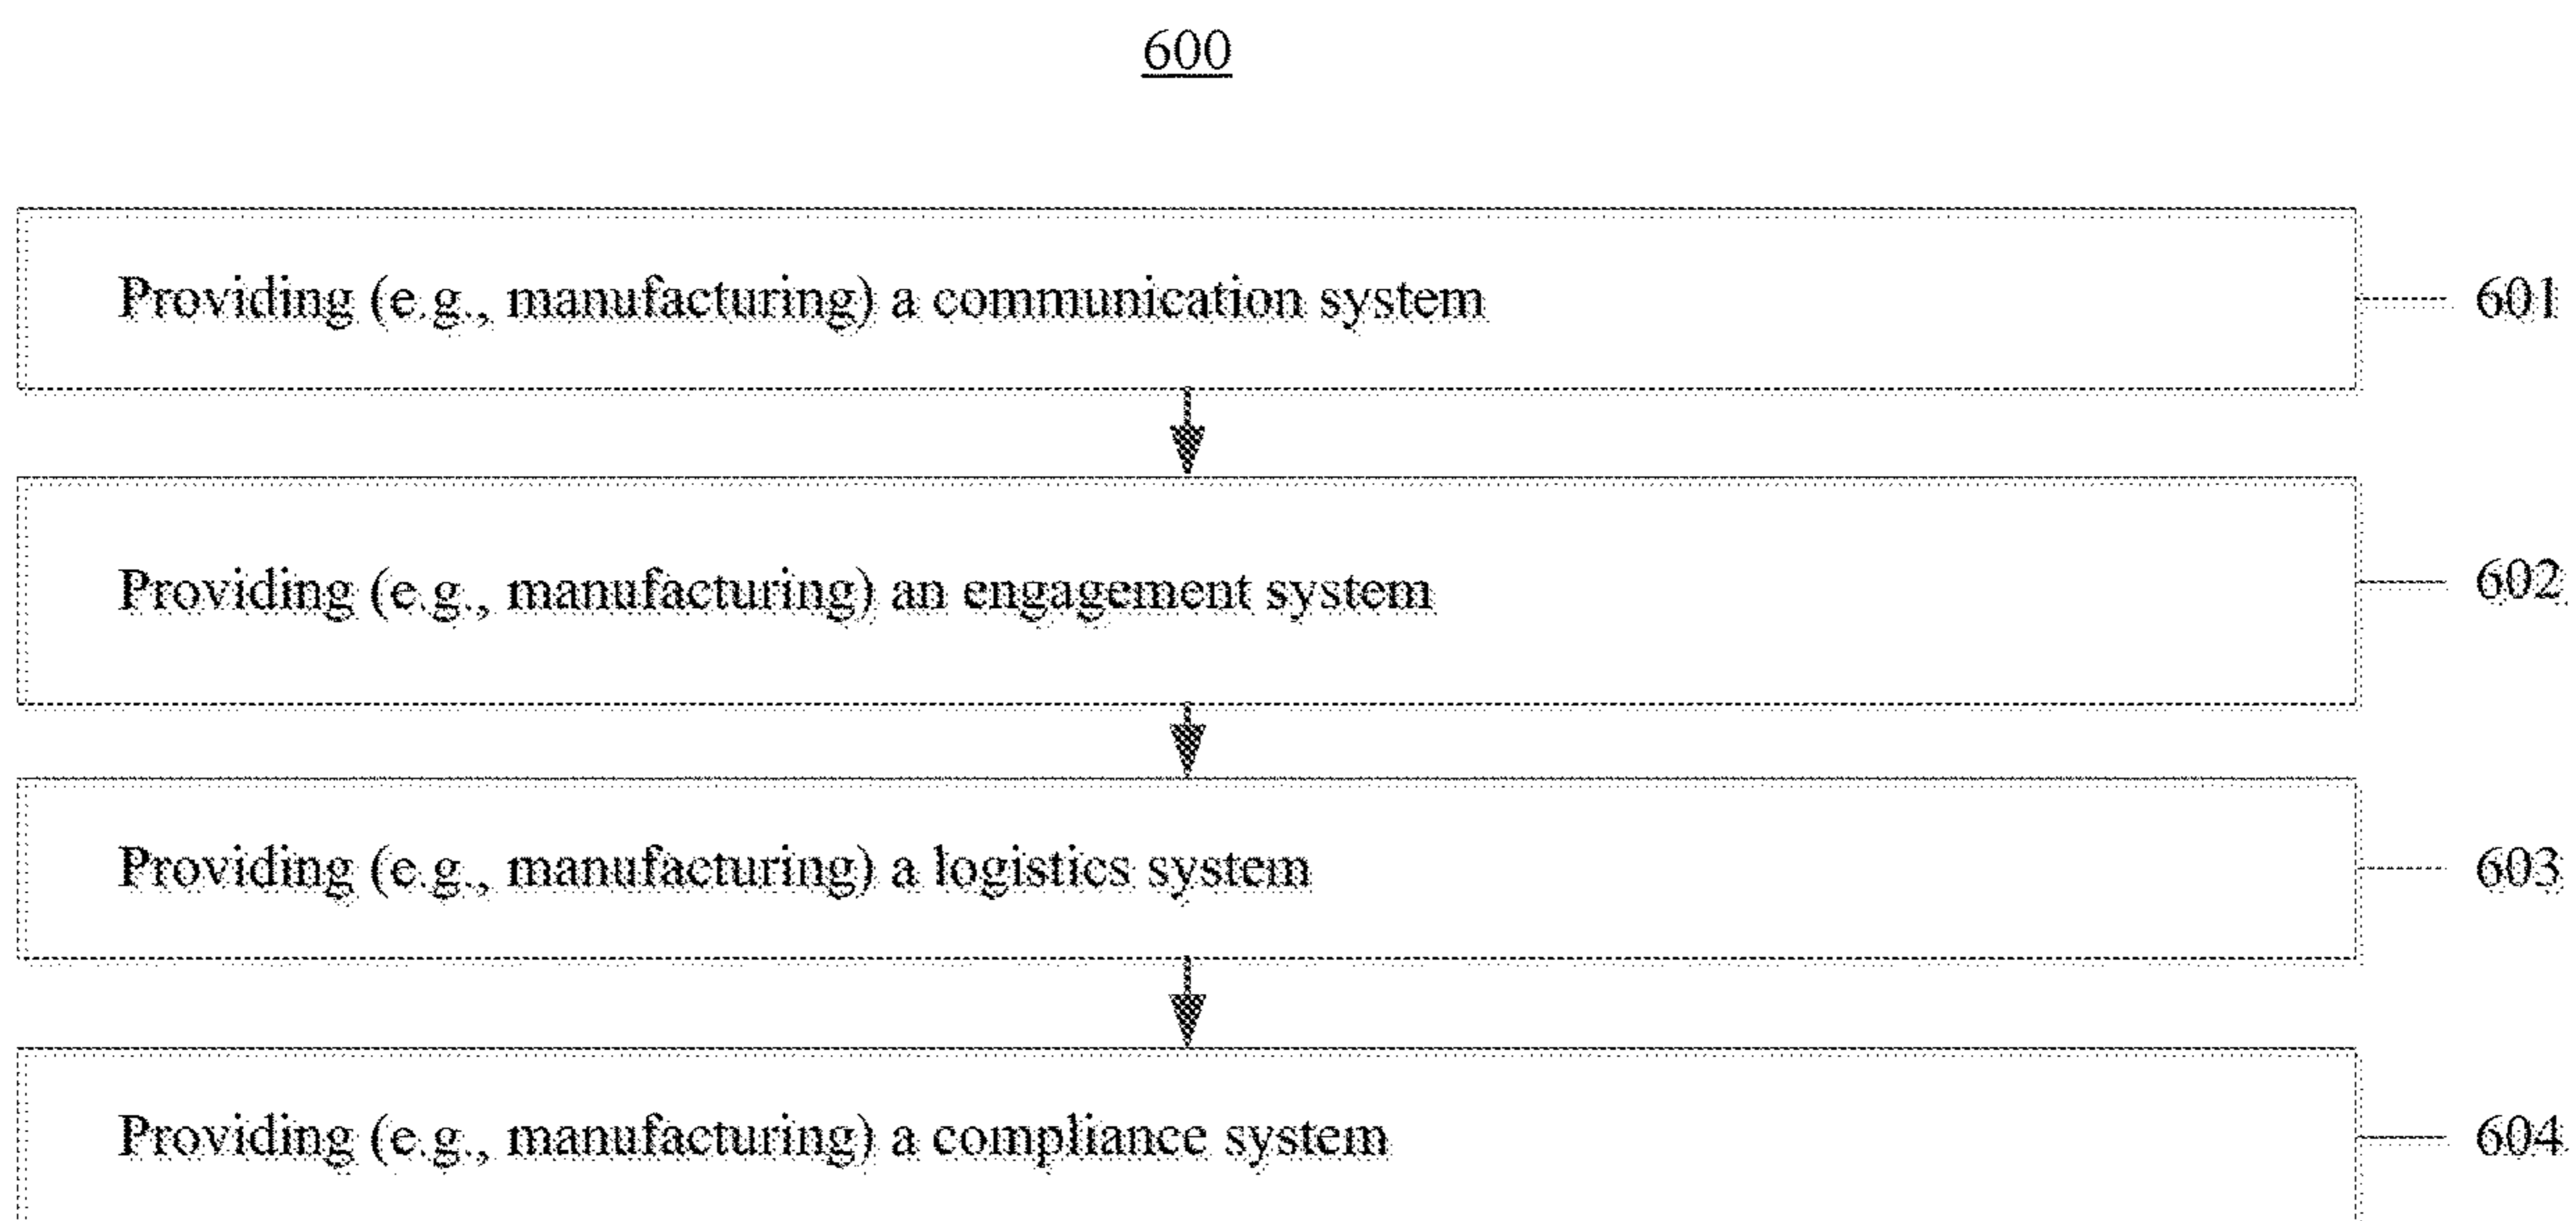 600
Providing (e.g., manufacturing) a communication system 601
Providing (e.g., manufacturing) an engagement system 602
Providing (e.g., manufacturing) a logistics system 603
Providing (e.g., manufacturing) a compliance system 604